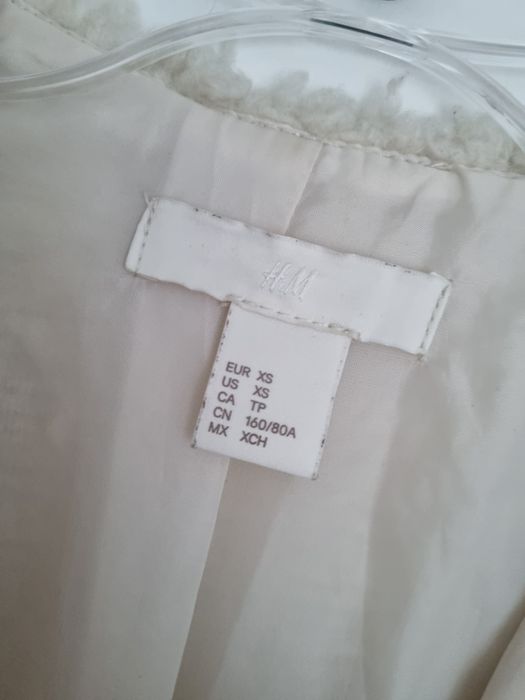 H&M
EUR XS
US XS
CA TP
CN 160/80A
MX XCH